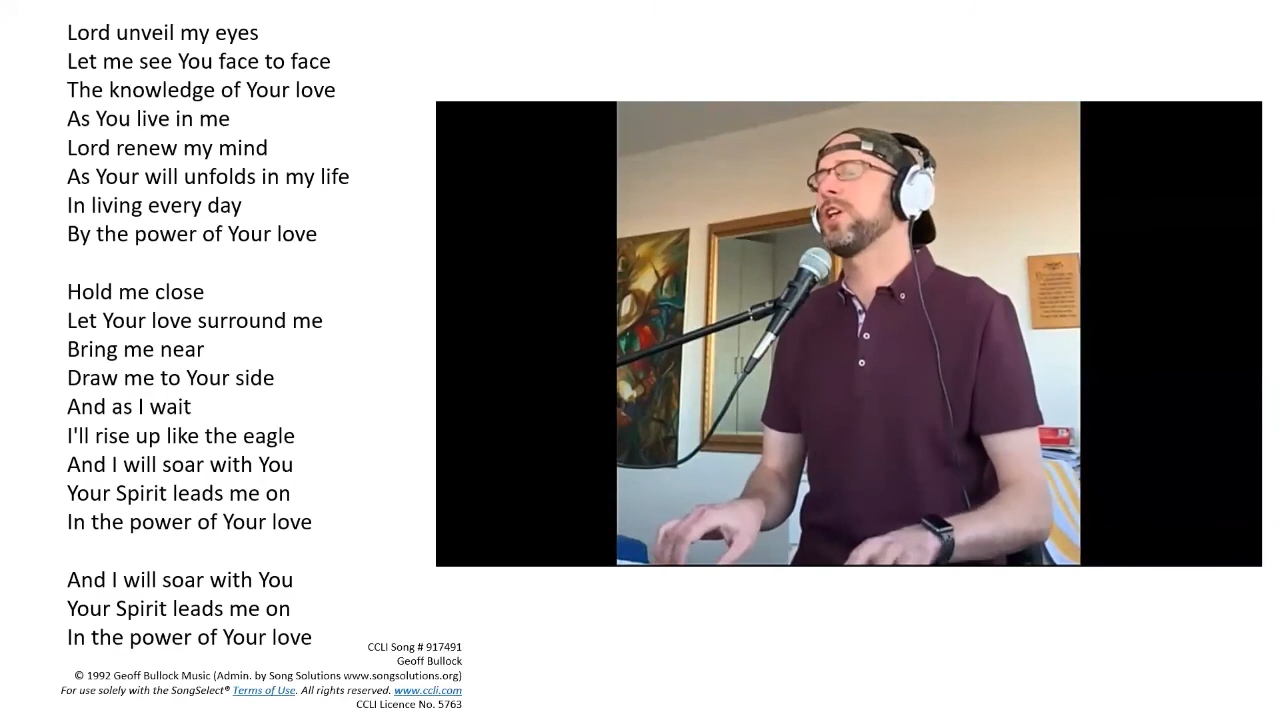 Lord unveil my eyes
Let me see You face to face
The knowledge of Your love
As You live in me
Lord renew my mind
As Your will unfolds in my life
In living every day
By the power of Your love
Hold me close
Let Your love surround me
Bring me near
Draw me to Your side
And as I wait
I'll rise up like the eagle
And I will soar with You
Your Spirit leads me on
In the power of Your love
And I will soar with You
Your Spirit leads me on
In the power of Your love
CCLI Song # 917491
Geoff Bullock
© 1992 Geoff Bullock Music (Admin. by Song Solutions www.songsolutions.org)
For use solely with the SongSelect® Terms of Use. All rights reserved. www.ccli.com
CCLI Licence No. 5763